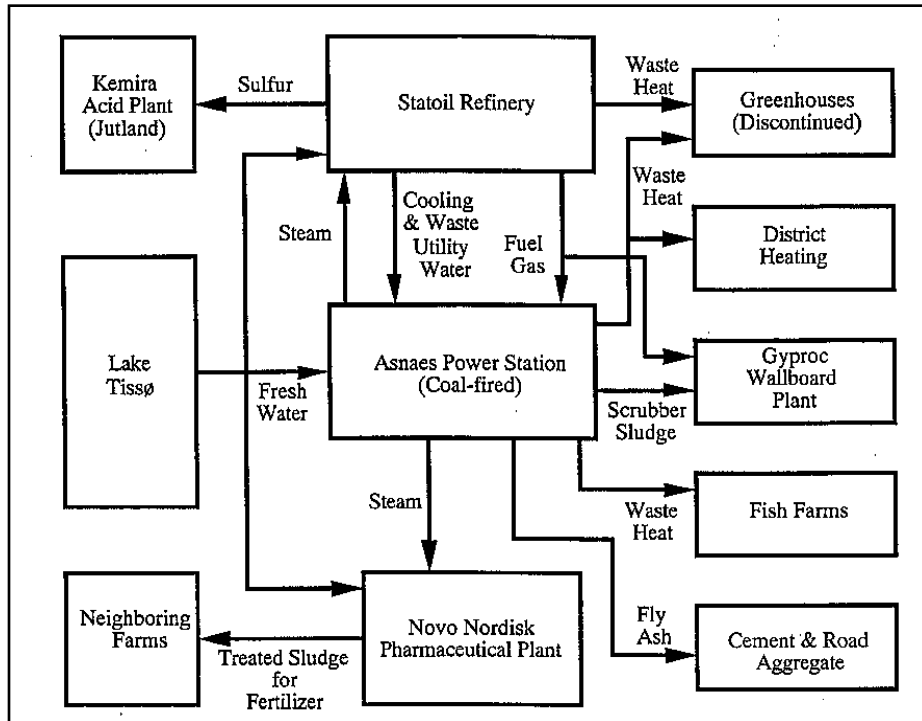 Kemira
Acid Plant
(Jutland)
Sulfur
Statoil Refinery
Waste
Heat
Greenhouses
(Discontinued)
Waste
Heat
Steam
Cooling
& Waste
Utility
Water
Fuel
Gas
District
Heating
Lake
Tissø
Fresh
Water
Asnaes Power Station
(Coal-fired)
Gyproc
Wallboard
Plant
Scrubber
Sludge
Steam
Waste
Heat
Fish Farms
Neighboring
Farms
Treated Sludge
for
Fertilizer
Novo Nordisk
Pharmaceutical Plant
Fly
Ash
Cement & Road
Aggregate